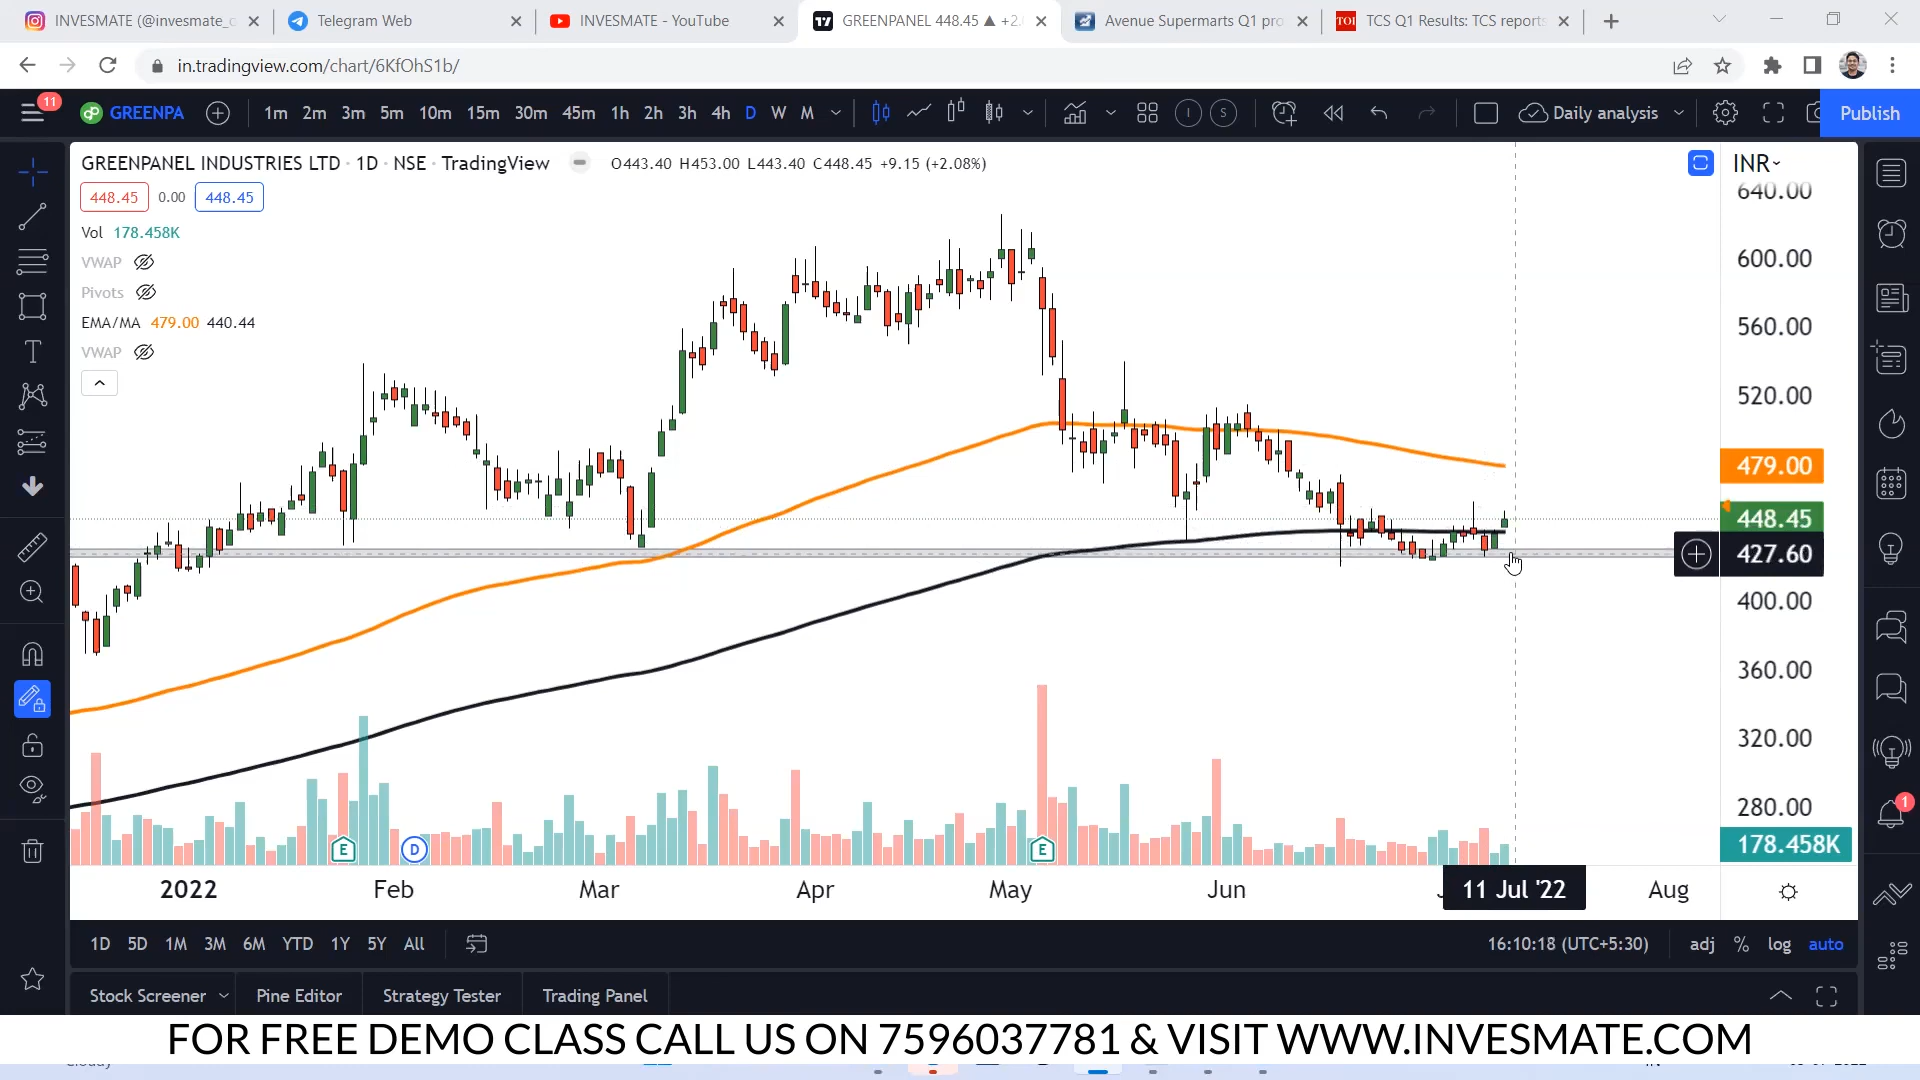 INVESMATE (@invesmate_
Telegram Web
INVESMATE - YouTube
GREENPANEL 448.45 ▲ +2.
Avenue Supermarts Q1 pro
TOI
TCS Q1 Results: TCS reports
in.tradingview.com/chart/6KfOhS1b/
11
GREENPA
1m 2m 3m 5m 10m 15m 30m 45m 1h 2h 3h 4h D W M
I S
Daily analysis
Publish
GREENPANEL INDUSTRIES LTD · 1D · NSE · TradingView
O443.40 H453.00 L443.40 C448.45 +9.15 (+2.08%)
INR
448.45 0.00 448.45
Vol 178.458K
VWAP
Pivots
EMA/MA 479.00 440.44
VWAP
640.00
600.00
560.00
520.00
479.00
448.45
427.60
400.00
360.00
320.00
280.00
178.458K
1
E D E
2022 Feb Mar Apr May Jun 11 Jul '22 Aug
1D 5D 1M 3M 6M YTD 1Y 5Y All
16:10:18 (UTC+5:30) adj % log auto
Stock Screener Pine Editor Strategy Tester Trading Panel
FOR FREE DEMO CLASS CALL US ON 7596037781 & VISIT WWW.INVESMATE.COM